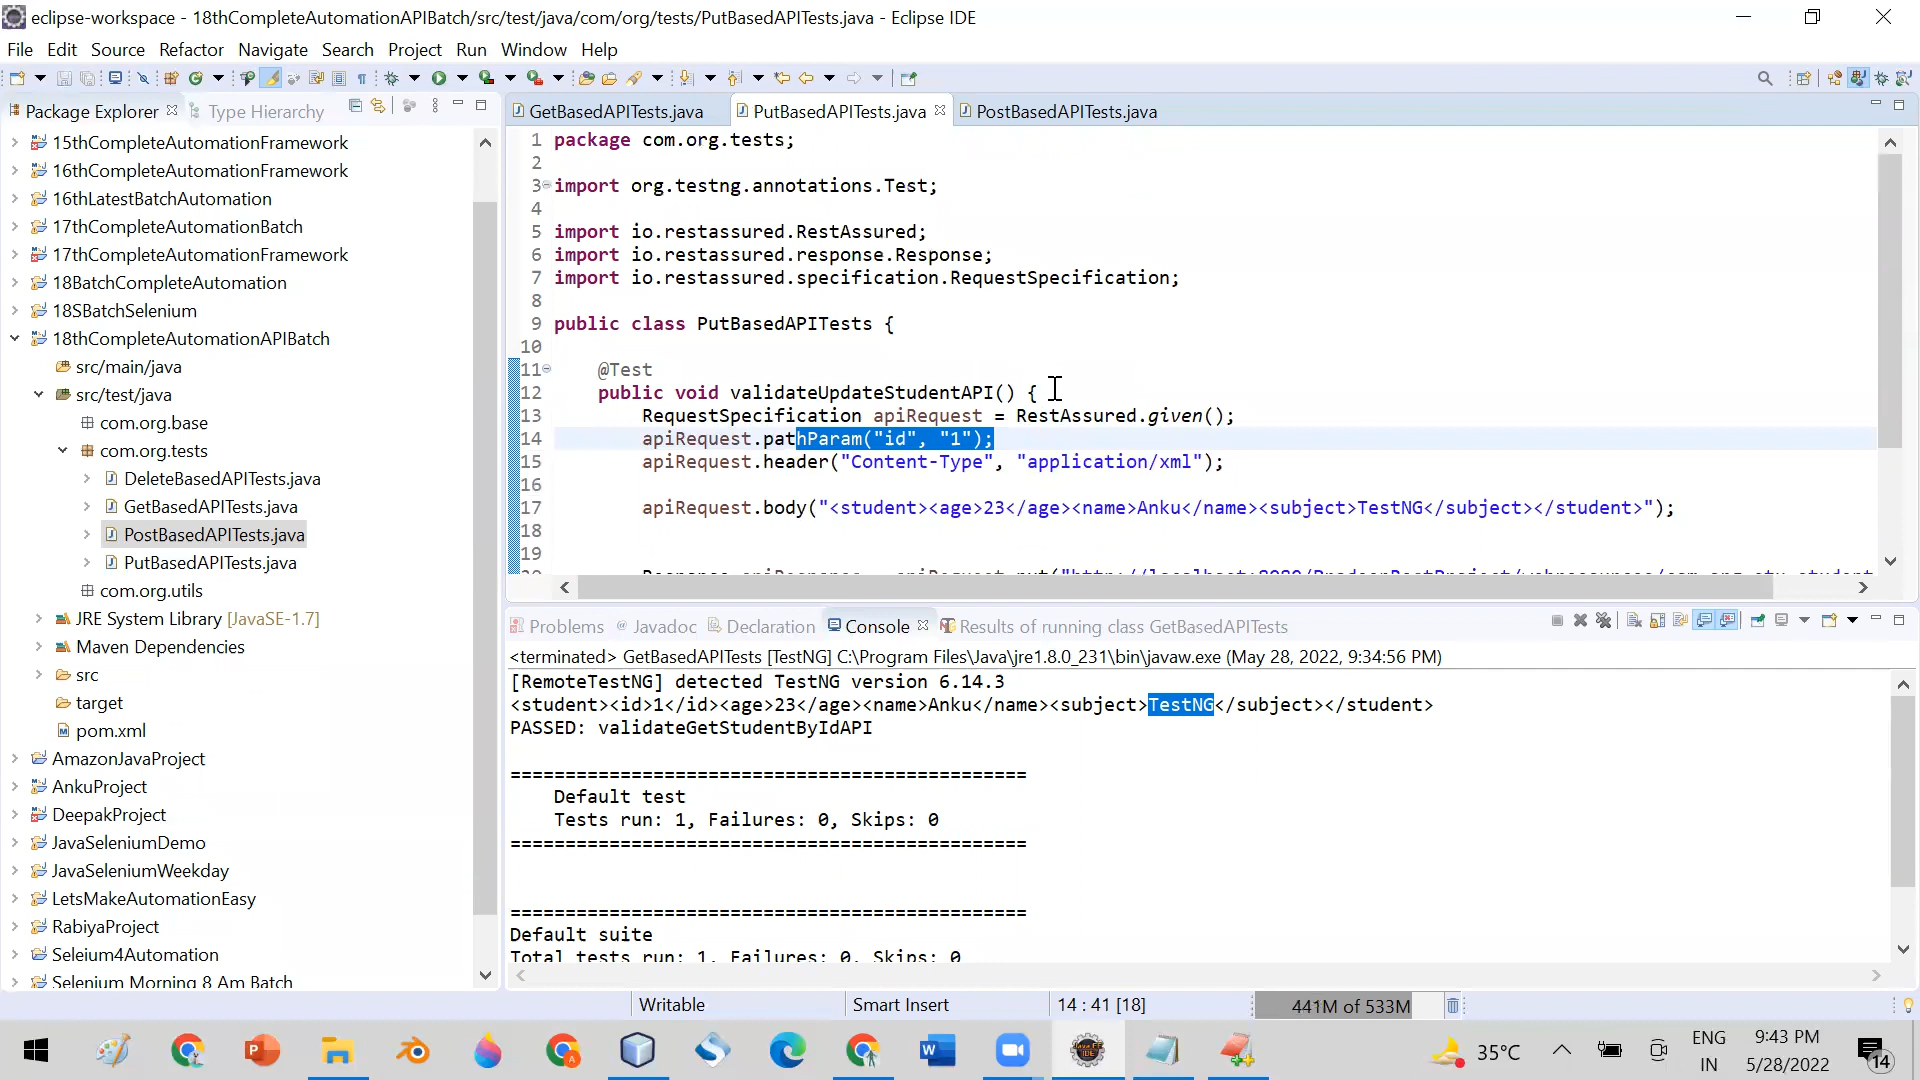 eclipse-workspace - 18thCompleteAutomationAPIBatch/src/test/java/com/org/tests/PutBasedAPITests.java - Eclipse IDE
File Edit Source Refactor Navigate Search Project Run Window Help
Package Explorer Type Hierarchy
15thCompleteAutomationFramework
16thCompleteAutomationFramework
16thLatestBatchAutomation
17thCompleteAutomationBatch
17thCompleteAutomationFramework
18BatchCompleteAutomation
18SBatchSelenium
18thCompleteAutomationAPIBatch
src/main/java
src/test/java
com.org.base
com.org.tests
DeleteBasedAPITests.java
GetBasedAPITests.java
PostBasedAPITests.java
PutBasedAPITests.java
com.org.utils
JRE System Library [JavaSE-1.7]
Maven Dependencies
src
target
pom.xml
AmazonJavaProject
AnkuProject
DeepakProject
JavaSeleniumDemo
JavaSeleniumWeekday
LetsMakeAutomationEasy
RabiyaProject
Seleium4Automation
Selenium Morning 8 Am Batch
GetBasedAPITests.java PutBasedAPITests.java PostBasedAPITests.java
1 package com.org.tests;
2
3 import org.testng.annotations.Test;
4
5 import io.restassured.RestAssured;
6 import io.restassured.response.Response;
7 import io.restassured.specification.RequestSpecification;
8
9 public class PutBasedAPITests {
10
11 @Test
12 public void validateUpdateStudentAPI() {
13 RequestSpecification apiRequest = RestAssured.given();
14 apiRequest.pathParam("id", "1");
15 apiRequest.header("Content-Type", "application/xml");
16
17 apiRequest.body("<student><age>23</age><name>Anku</name><subject>TestNG</subject></student>");
18
19
Problems Javadoc Declaration Console Results of running class GetBasedAPITests
<terminated> GetBasedAPITests [TestNG] C:\Program Files\Java\jre1.8.0_231\bin\javaw.exe (May 28, 2022, 9:34:56 PM)
[RemoteTestNG] detected TestNG version 6.14.3
<student><id>1</id><age>23</age><name>Anku</name><subject>TestNG</subject></student>
PASSED: validateGetStudentByIdAPI
===============================================
Default test
Tests run: 1, Failures: 0, Skips: 0
===============================================
===============================================
Default suite
Total tests run: 1, Failures: 0, Skips: 0
Writable Smart Insert 14 : 41 [18] 441M of 533M
35°C ENG IN 9:43 PM 5/28/2022 14